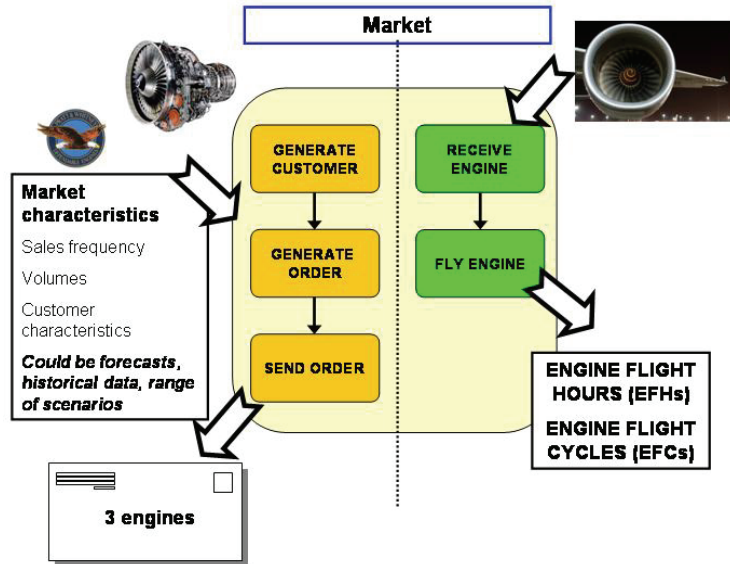 Market
GENERATE
CUSTOMER
RECEIVE
ENGINE
Market
characteristics
Sales frequency
Volumes
Customer
characteristics
Could be forecasts,
historical data, range
of scenarios
GENERATE
ORDER
FLY ENGINE
SEND ORDER
ENGINE FLIGHT
HOURS (EFHs)
ENGINE FLIGHT
CYCLES (EFCs)
3 engines